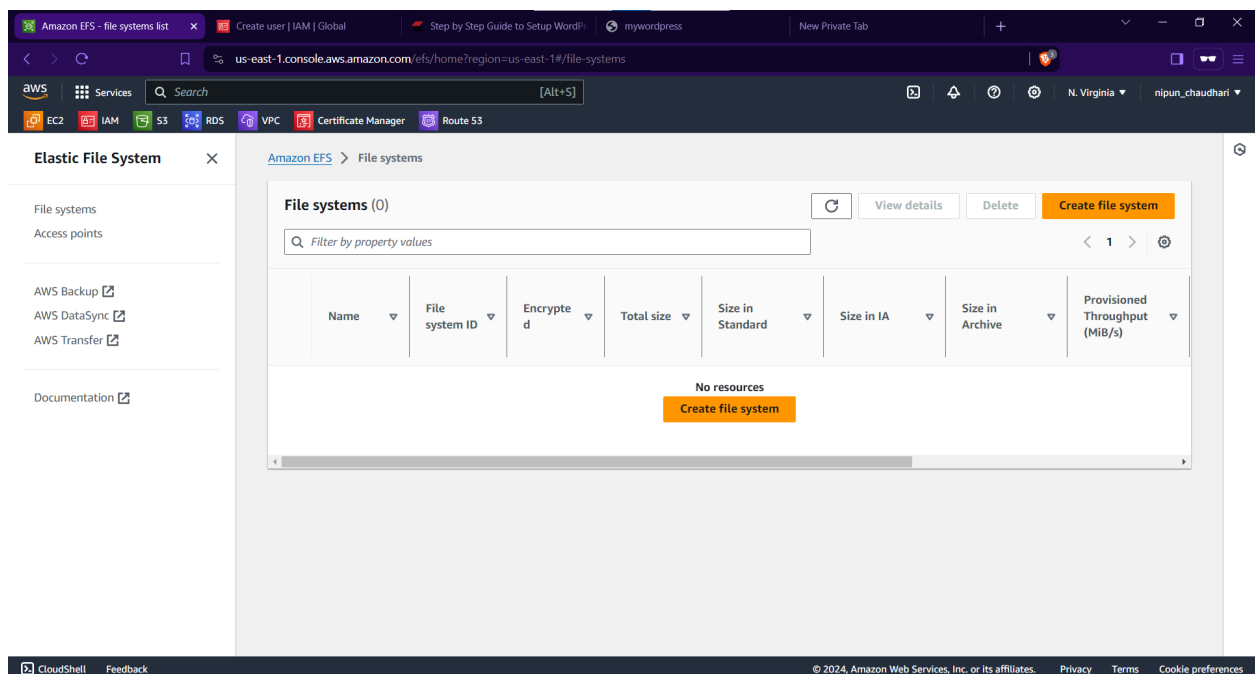 Amazon EFS - file systems list
Create user | IAM | Global
Step by Step Guide to Setup WordPr
mywordpress
New Private Tab
us-east-1.console.aws.amazon.com/efs/home?region=us-east-1#/file-systems
aws Services Search [Alt+S] N. Virginia nipun_chaudhari
EC2 IAM S3 RDS VPC Certificate Manager Route 53
Elastic File System
File systems
Access points
AWS Backup
AWS DataSync
AWS Transfer
Documentation
Amazon EFS > File systems
File systems (0)
View details
Delete
Create file system
Filter by property values
1
Name
File
system ID
Encrypte
d
Total size
Size in
Standard
Size in IA
Size in
Archive
Provisioned
Throughput
(MiB/s)
No resources
Create file system
CloudShell Feedback © 2024, Amazon Web Services, Inc. or its affiliates. Privacy Terms Cookie preferences